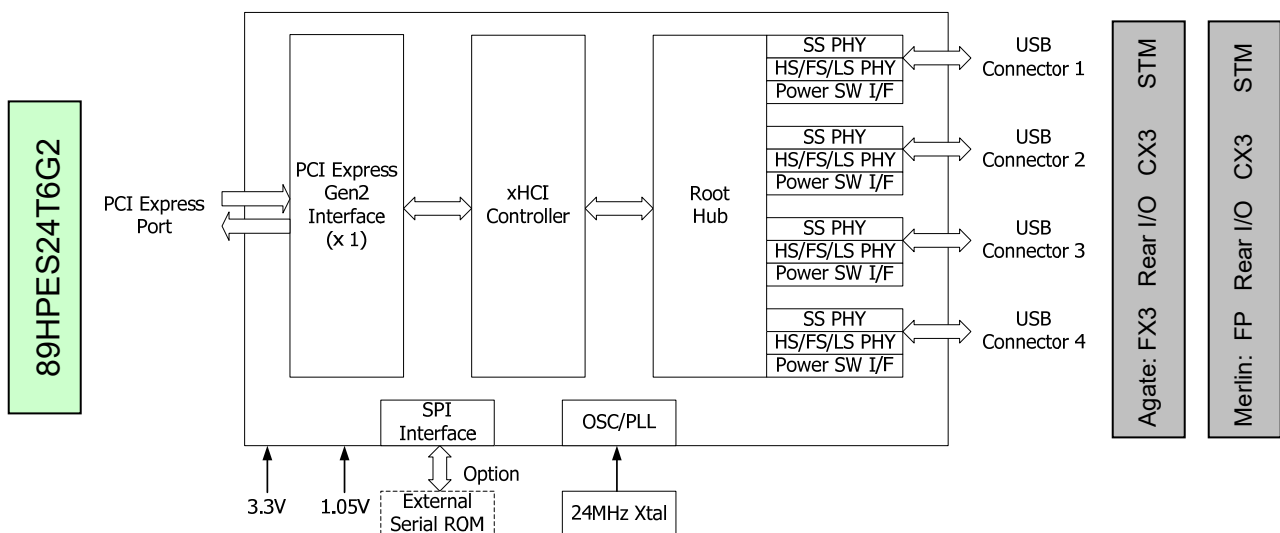 89HPES24T6G2
PCI Express
Port
PCI Express
Gen2
Interface
(x 1)
xHCI
Controller
Root
Hub
SS PHY
HS/FS/LS PHY
Power SW I/F
USB
Connector 1
SS PHY
HS/FS/LS PHY
Power SW I/F
USB
Connector 2
SS PHY
HS/FS/LS PHY
Power SW I/F
USB
Connector 3
SS PHY
HS/FS/LS PHY
Power SW I/F
USB
Connector 4
SPI
Interface
OSC/PLL
Option
3.3V
1.05V
External
Serial ROM
24MHz Xtal
Agate: FX3 Rear I/O CX3 STM
Merlin: FP Rear I/O CX3 STM